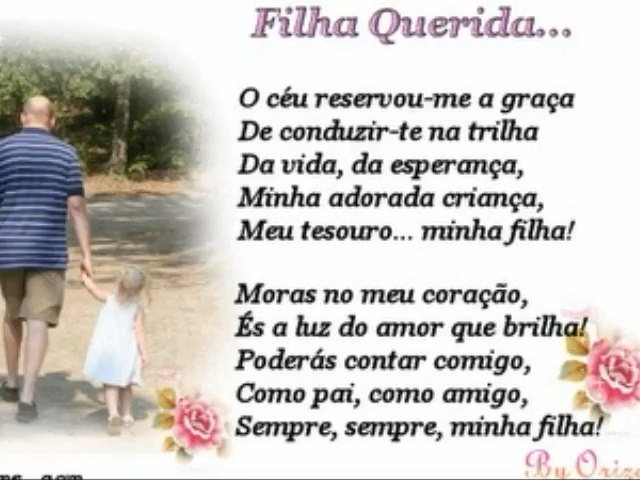 Filha Querida...
O céu reservou-me a graça
De conduzir-te na trilha
Da vida, da esperança,
Minha adorada criança,
Meu tesouro... minha filha!
Moras no meu coração,
És a luz do amor que brilha!
Poderás contar comigo,
Como pai, como amigo,
Sempre, sempre, minha filha!
By